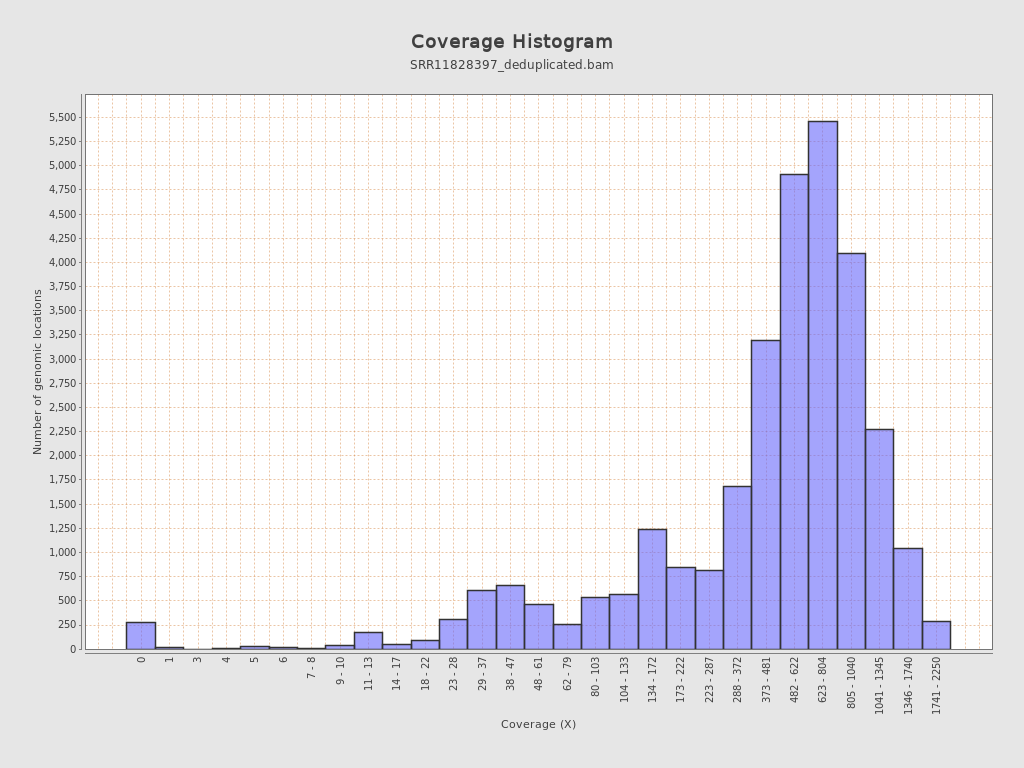 Coverage Histogram
SRR11828397_deduplicated.bam
Number of genomic locations
5,500
5,250
5,000
4,750
4,500
4,250
4,000
3,750
3,500
3,250
3,000
2,750
2,500
2,250
2,000
1,750
1,500
1,250
1,000
750
500
250
0
0
1
3
4
5
6
7 - 8
9 - 10
11 - 13
14 - 17
18 - 22
23 - 28
29 - 37
38 - 47
48 - 61
62 - 79
80 - 103
104 - 133
134 - 172
173 - 222
223 - 287
288 - 372
373 - 481
482 - 622
623 - 804
805 - 1040
1041 - 1345
1346 - 1740
1741 - 2250
Coverage (X)